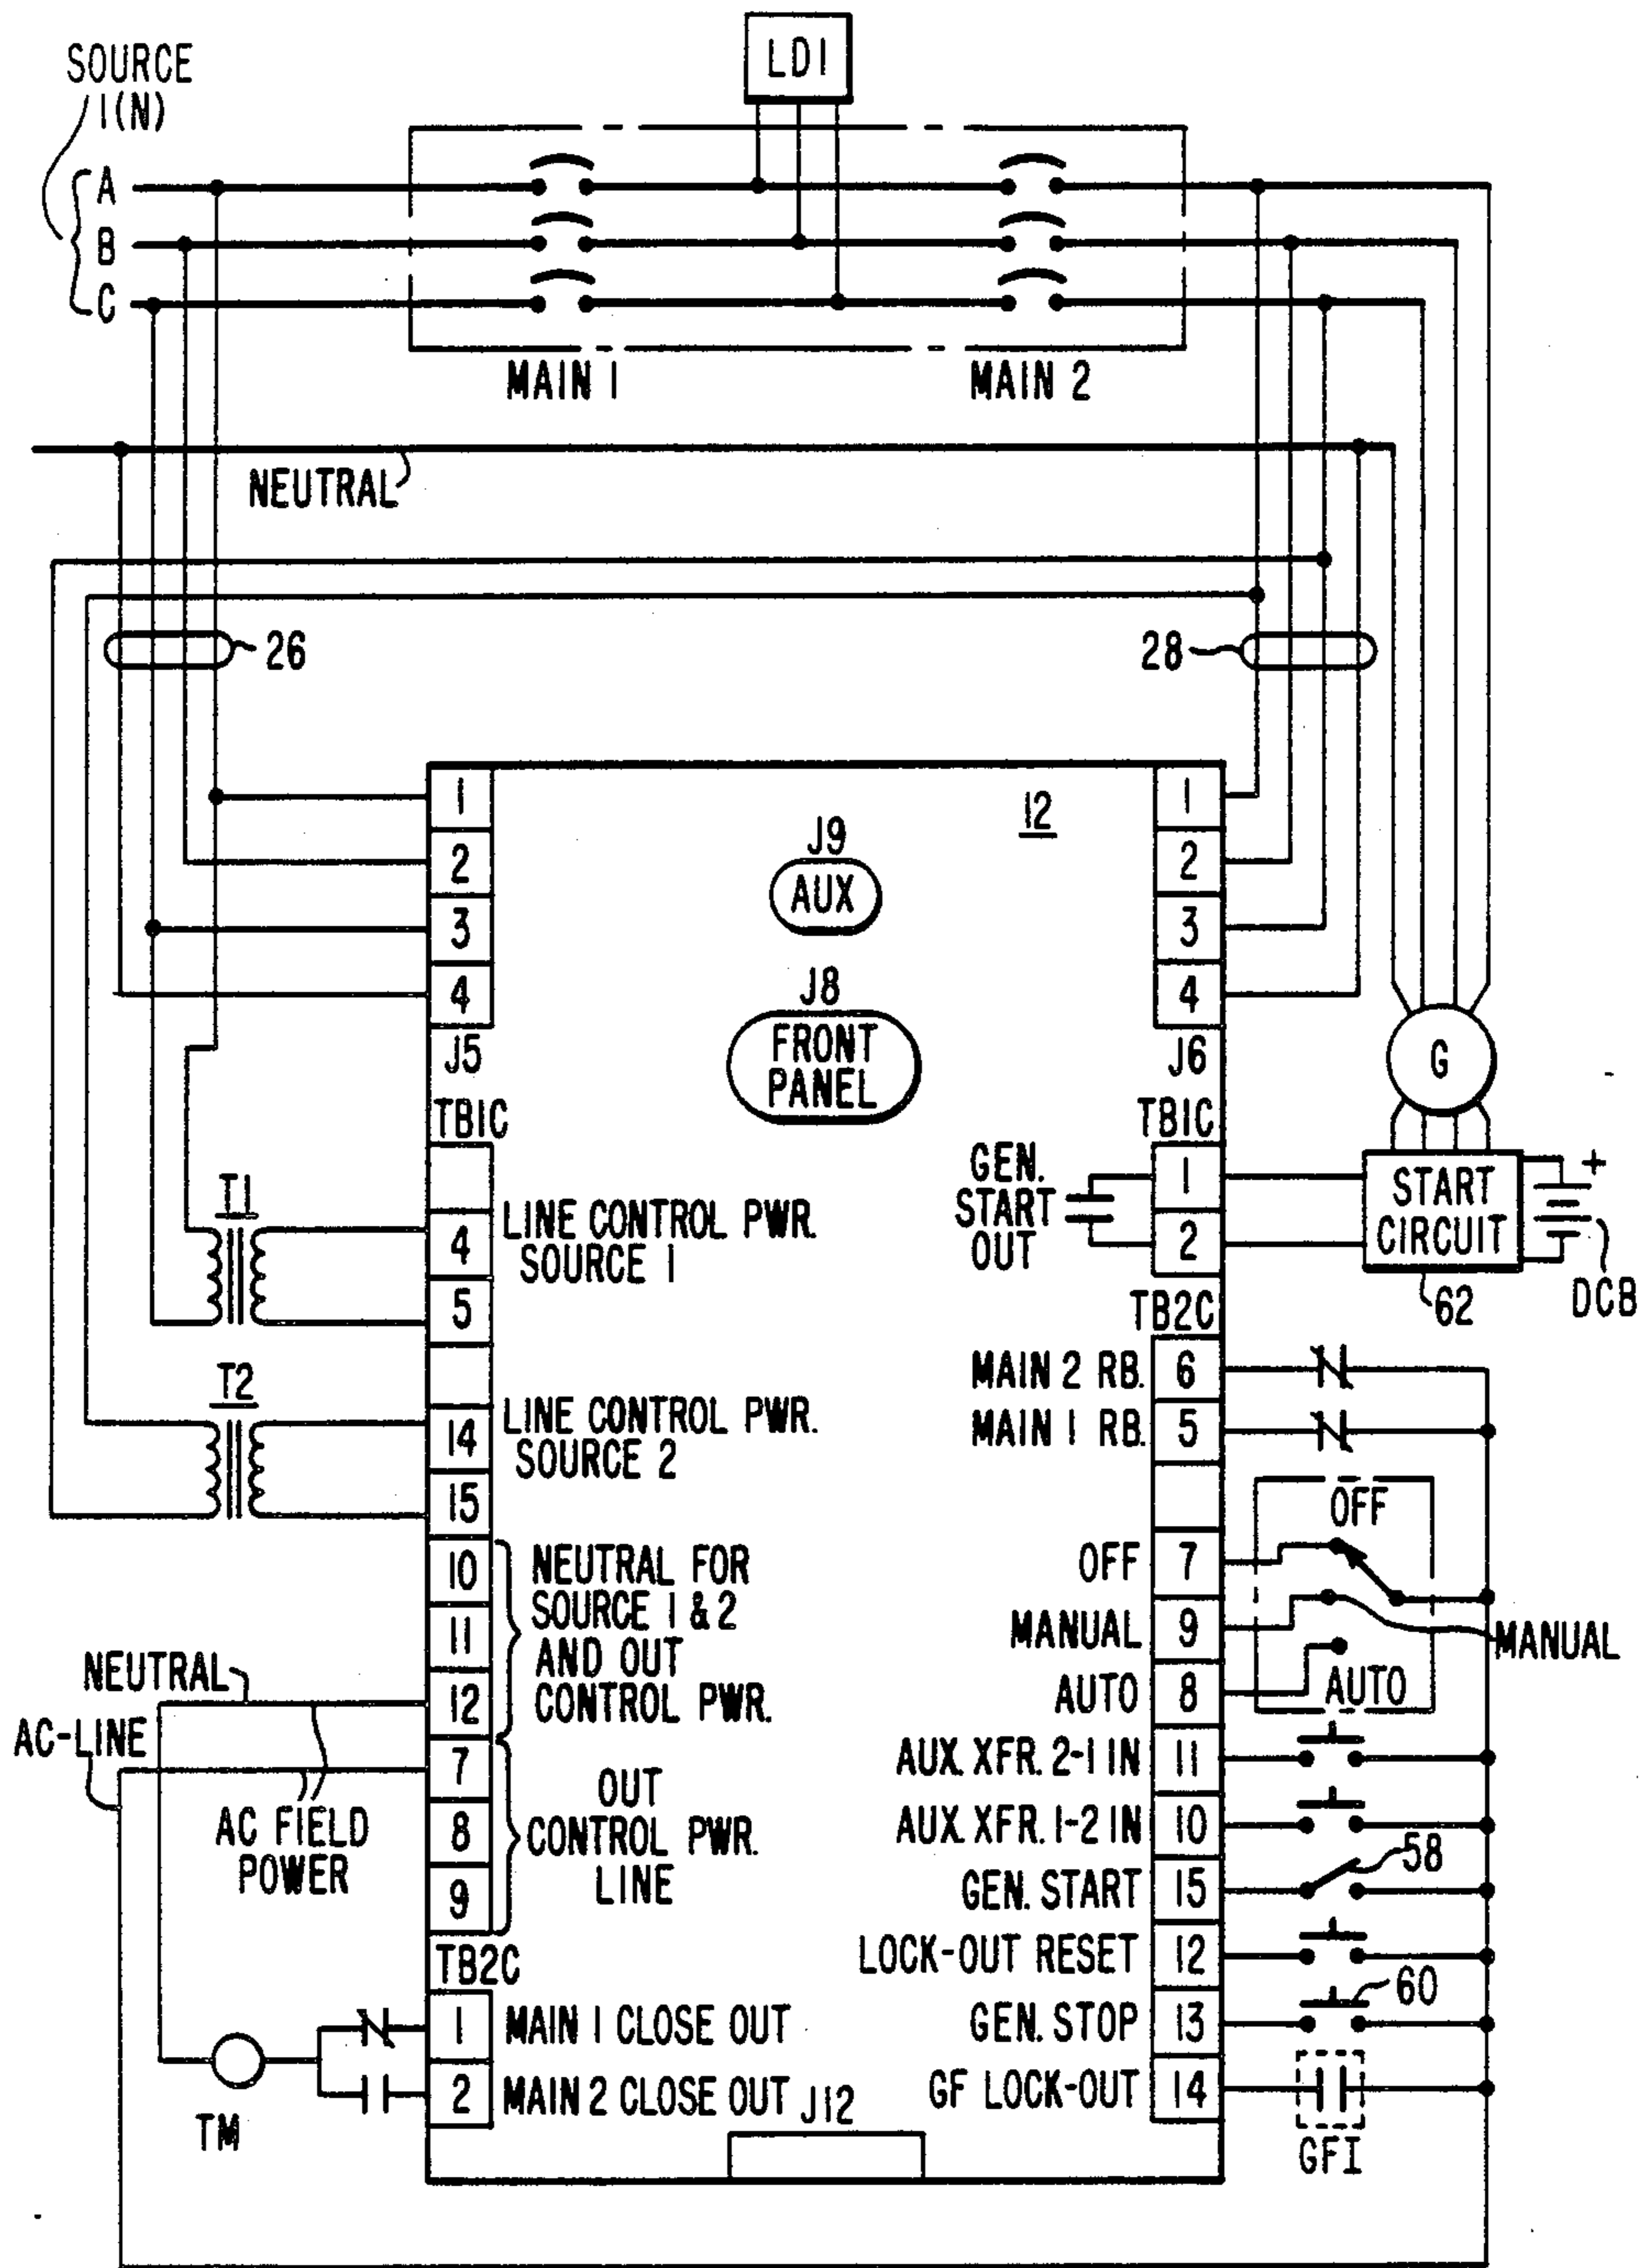 SOURCE
1(N)
LD1
A
B
C
MAIN 1
MAIN 2
NEUTRAL
26
28
1
2
3
4
J5
12
J9
AUX
J8
FRONT
PANEL
1
2
3
4
J6
G
TB1C
T1
4
LINE CONTROL PWR.
SOURCE 1
5
T2
14
LINE CONTROL PWR.
SOURCE 2
15
10
11
12
NEUTRAL FOR
SOURCE 1 & 2
AND OUT
CONTROL PWR.
NEUTRAL
AC-LINE
AC FIELD
POWER
7
8
9
OUT
CONTROL PWR.
LINE
TB2C
1
MAIN 1 CLOSE OUT
2
MAIN 2 CLOSE OUT
TM
J12
TB1C
GEN.
START
OUT
1
2
START
CIRCUIT
+
62
DCB
TB2C
MAIN 2 RB.
6
MAIN 1 RB.
5
OFF
OFF
7
MANUAL
9
MANUAL
AUTO
8
AUTO
AUX. XFR. 2-1 IN
11
AUX. XFR. 1-2 IN
10
GEN. START
15
58
LOCK-OUT RESET
12
GEN. STOP
13
60
GF LOCK-OUT
14
GFI